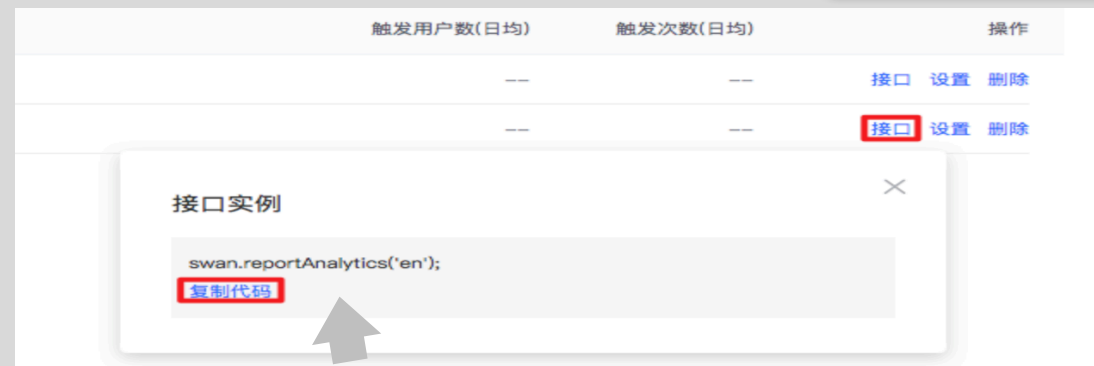 触发用户数(日均) 触发次数(日均) 操作
-- -- 接口 设置 删除
-- -- 接口 设置 删除
接口实例
swan.reportAnalytics('en');
复制代码